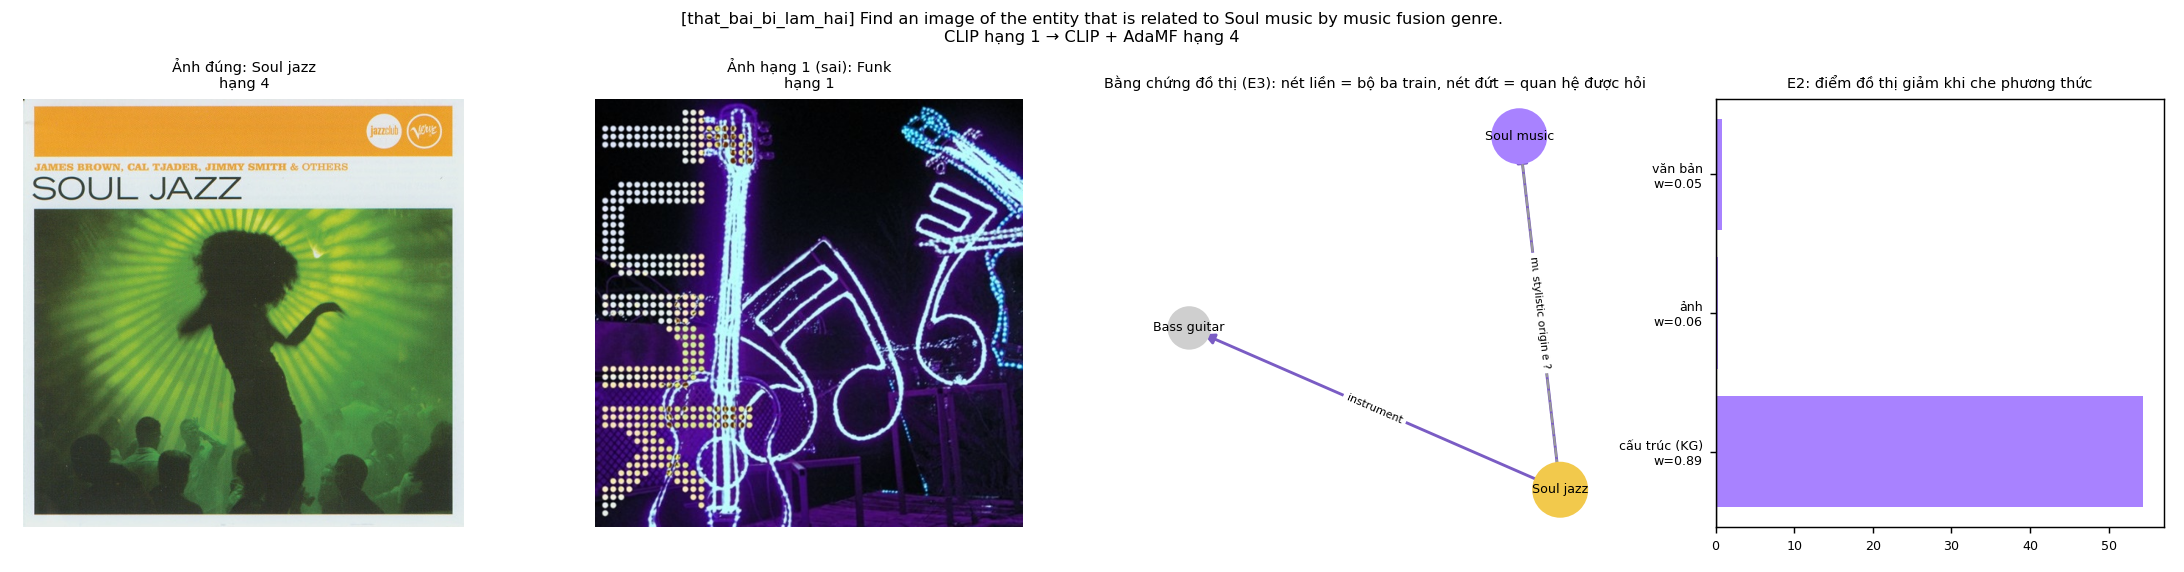 [that_bai_bi_lam_hai] Find an image of the entity that is related to Soul music by music fusion genre.
CLIP hạng 1 → CLIP + AdaMF hạng 4
Ảnh đúng: Soul jazz
hạng 4
jazzclub
Verve
JAMES BROWN, CAL TJADER, JIMMY SMITH & OTHERS
SOUL JAZZ
Ảnh hạng 1 (sai): Funk
hạng 1
Bằng chứng đồ thị (E3): nét liền = bộ ba train, nét đứt = quan hệ được hỏi
Soul music
stylistic origin
e ?
Bass guitar
instrument
Soul jazz
E2: điểm đồ thị giảm khi che phương thức
văn bản
w=0.05
ảnh
w=0.06
cấu trúc (KG)
w=0.89
0 10 20 30 40 50